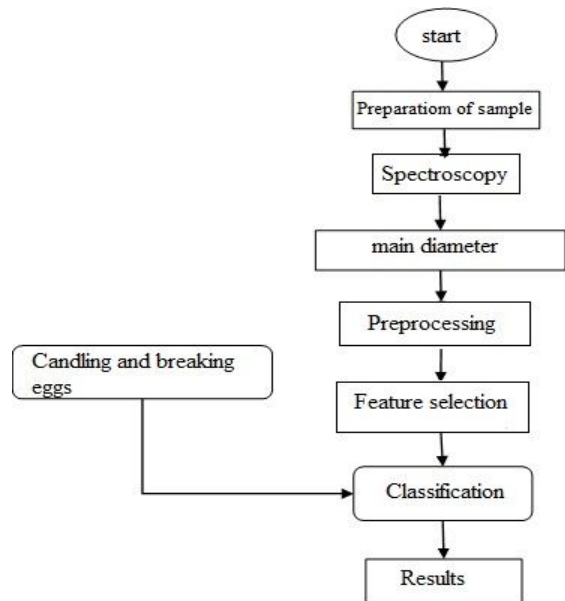 start
Preparatiom of sample
Spectroscopy
main diameter
Preprocessing
Candling and breaking
eggs
Feature selection
Classification
Results